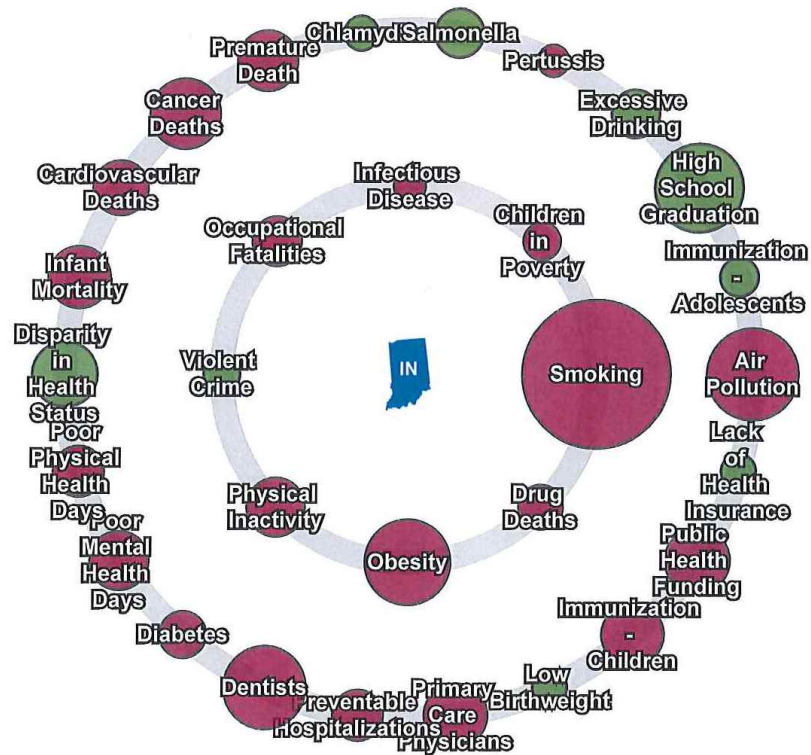 Chlamyd
Salmonella
Pertussis
Premature
Death
Excessive
Drinking
Cancer
Deaths
High
School
Graduation
Cardiovascular
Deaths
Infectious
Disease
Children
in
Poverty
Occupational
Fatalities
Immunization
-
Adolescents
Infant
Mortality
Disparity
in
Health
Status
Violent
Crime
IN
Smoking
Air
Pollution
Poor
Physical
Health
Days
Lack
of
Health
Insurance
Physical
Inactivity
Drug
Deaths
Obesity
Poor
Mental
Health
Days
Public
Health
Funding
Immunization
-
Children
Diabetes
Dentists
Preventable
Hospitalizations
Primary
Care
Physicians
Low
Birthweight